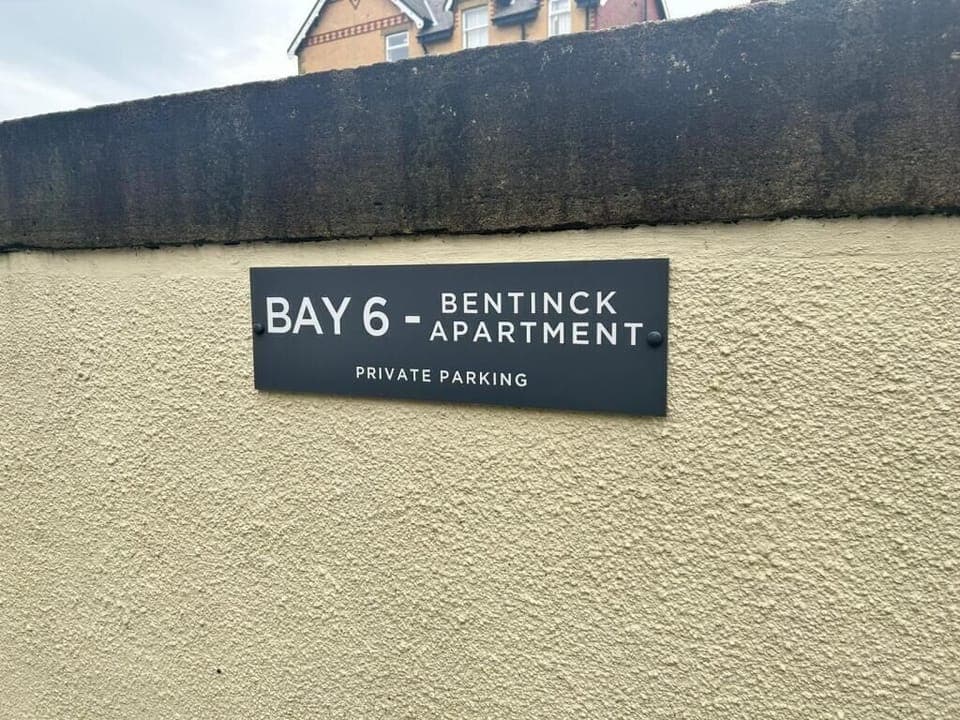 BAY 6 - BENTINCK
APARTMENT
PRIVATE PARKING